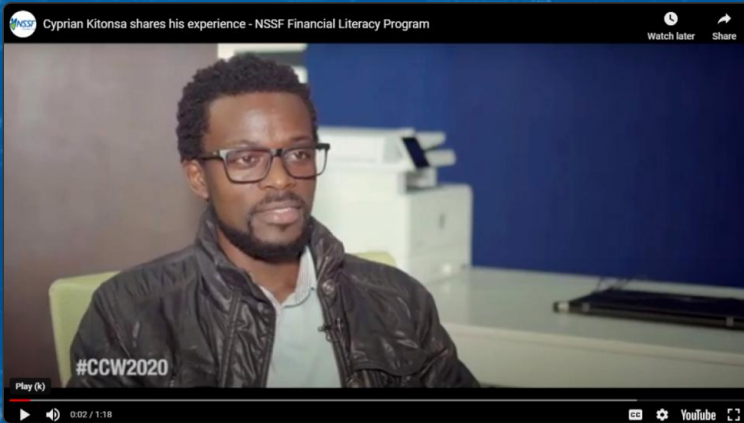 NSSF
Cyprian Kitonsa shares his experience - NSSF Financial Literacy Program
Watch later
Share
#CCW2020
Play (k)
0:02 / 1:18
CC
YouTube